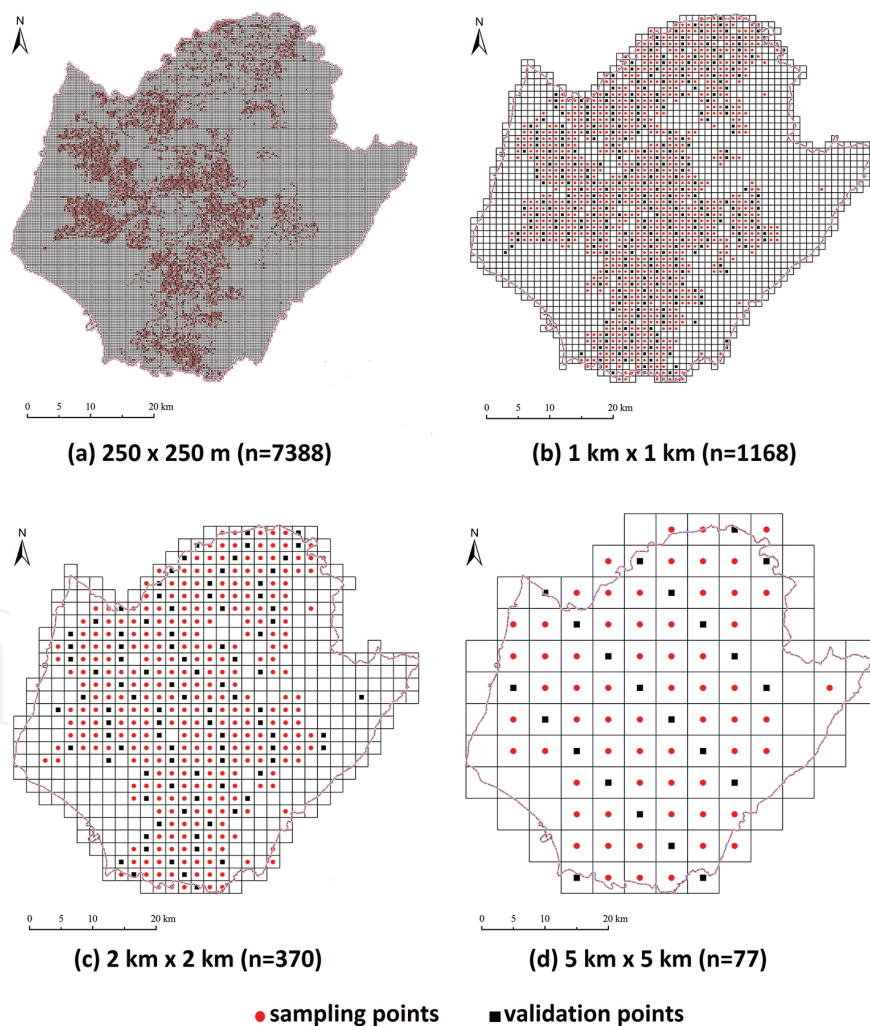 N
N
0 5 10 20 km
0 5 10 20 km
(a) 250 x 250 m (n=7388)
(b) 1 km x 1 km (n=1168)
N
N
0 5 10 20 km
0 5 10 20 km
(c) 2 km x 2 km (n=370)
(d) 5 km x 5 km (n=77)
sampling points
validation points